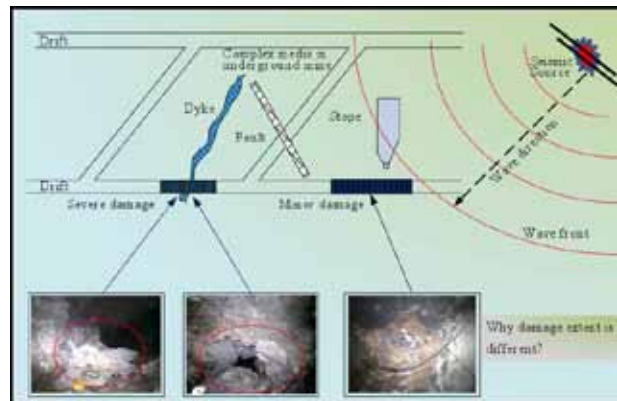 Drift
Complex media in
underground mine
Seismic
Source
Dyke
Fault
Stope
Wave direction
Drift
Severe damage
Minor damage
Wave front
Why damage extent is
different?